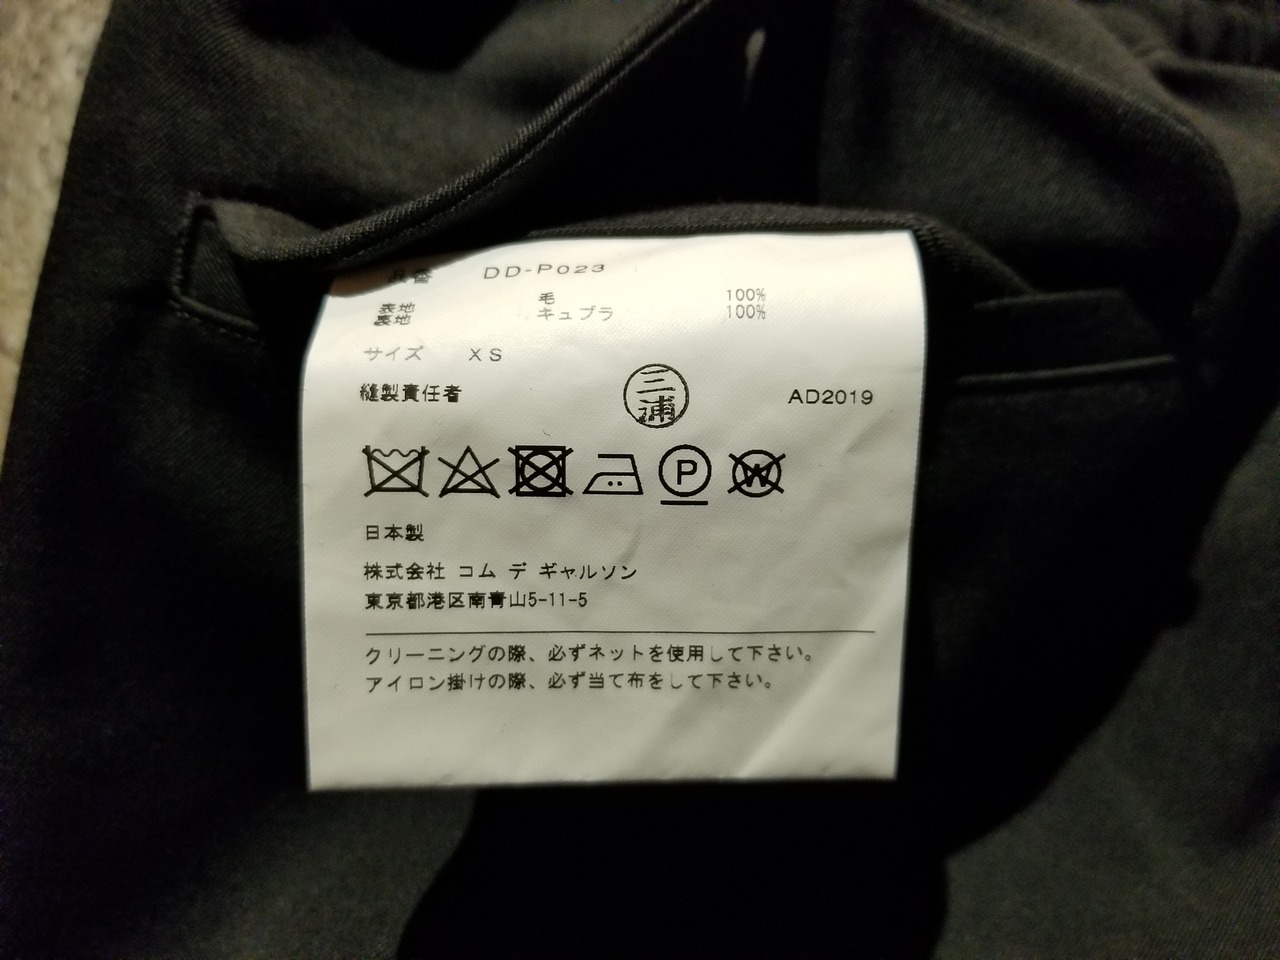 品番 DD-P023
表地 毛 100%
裏地 キュプラ 100%
サイズ XS
縫製責任者 三浦 AD2019
P W
日本製
株式会社 コム デ ギャルソン
東京都港区南青山5-11-5
クリーニングの際、必ずネットを使用して下さい。
アイロン掛けの際、必ず当て布をして下さい。